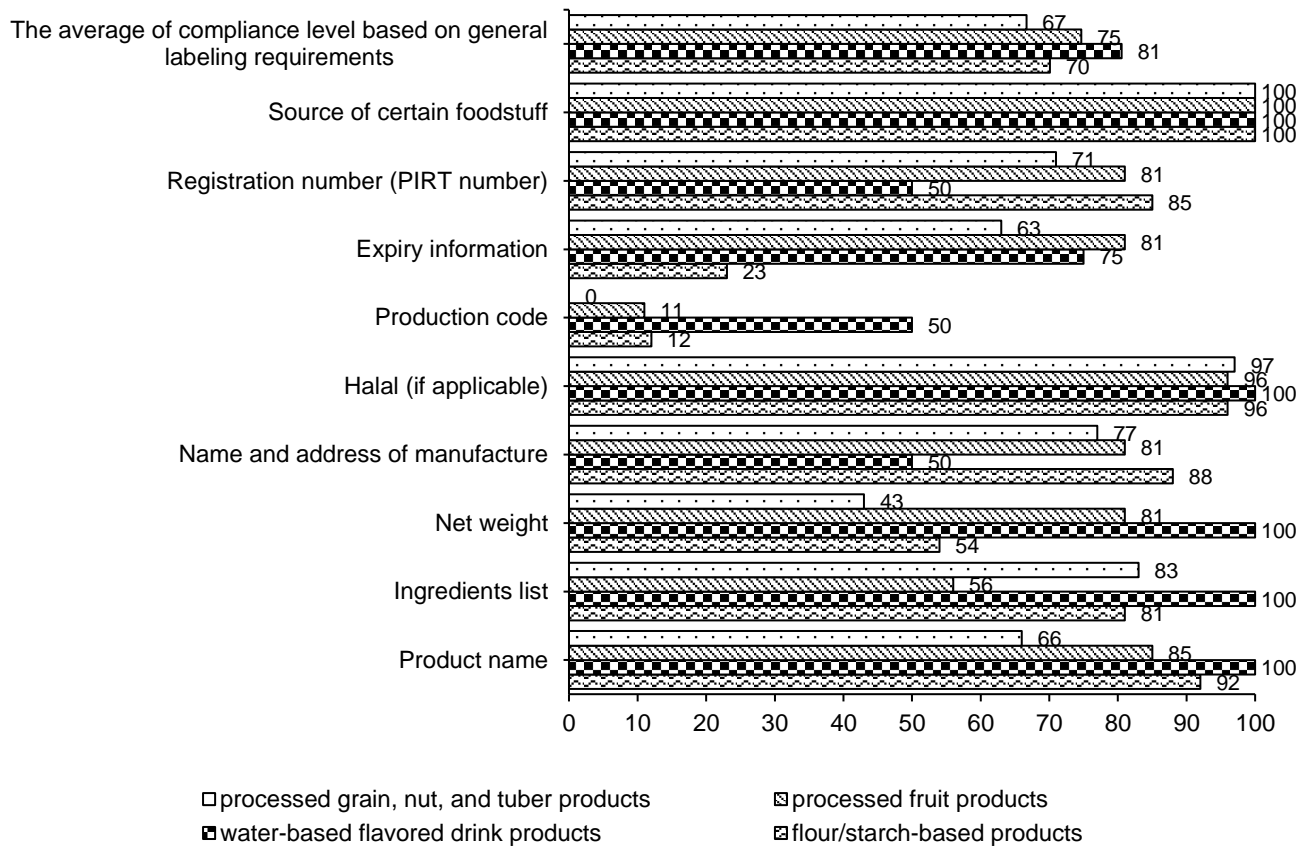 The average of compliance level based on general
labeling requirements
67
75
81
70
Source of certain foodstuff
100
100
100
100
Registration number (PIRT number)
71
81
50
85
Expiry information
63
81
75
23
Production code
0
11
50
12
Halal (if applicable)
97
96
100
96
Name and address of manufacture
77
81
50
88
Net weight
43
81
100
54
Ingredients list
83
56
100
81
Product name
66
85
100
92
0 10 20 30 40 50 60 70 80 90 100
processed grain, nut, and tuber products
processed fruit products
water-based flavored drink products
flour/starch-based products